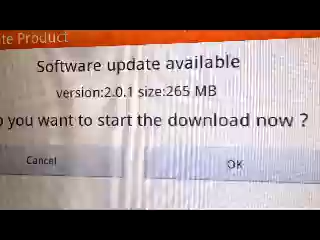 te Product
Software update available
version:2.0.1 size:265 MB
o you want to start the download now ?
Cancel
OK